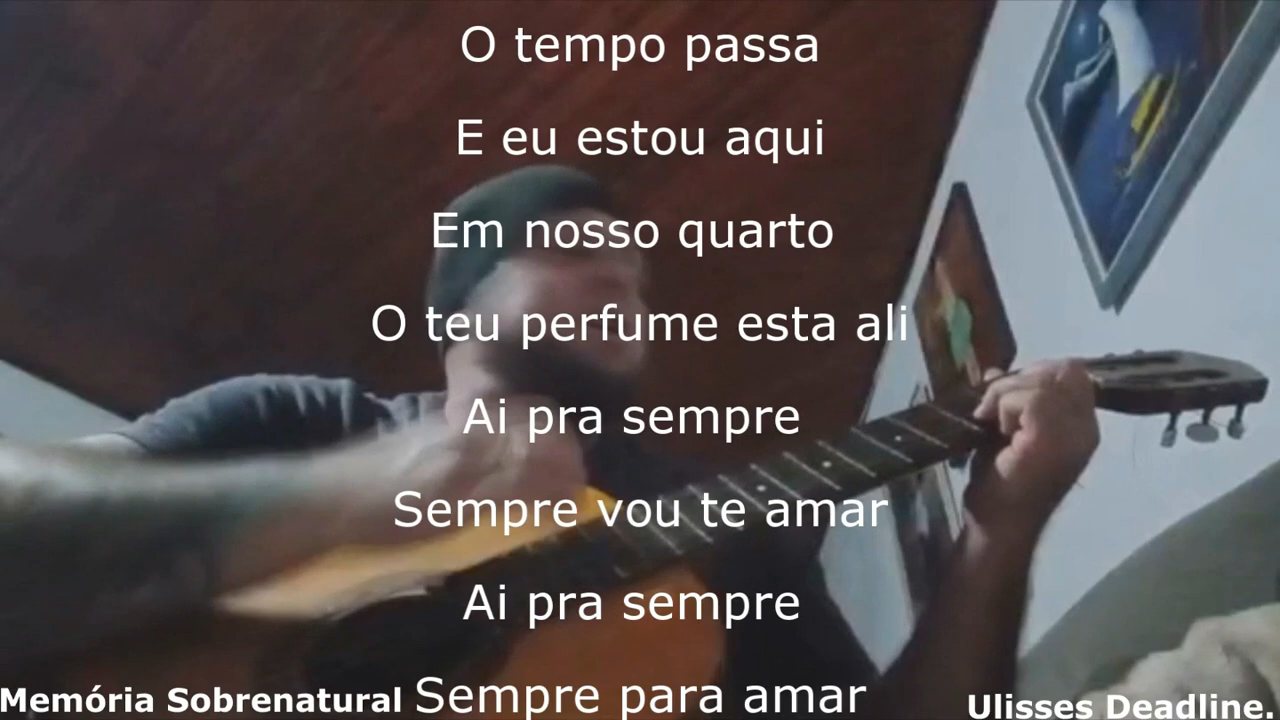 O tempo passa
E eu estou aqui
Em nosso quarto
O teu perfume esta ali
Ai pra sempre
Sempre vou te amar
Ai pra sempre
Sempre para amar
Memória Sobrenatural
Ulisses Deadline.